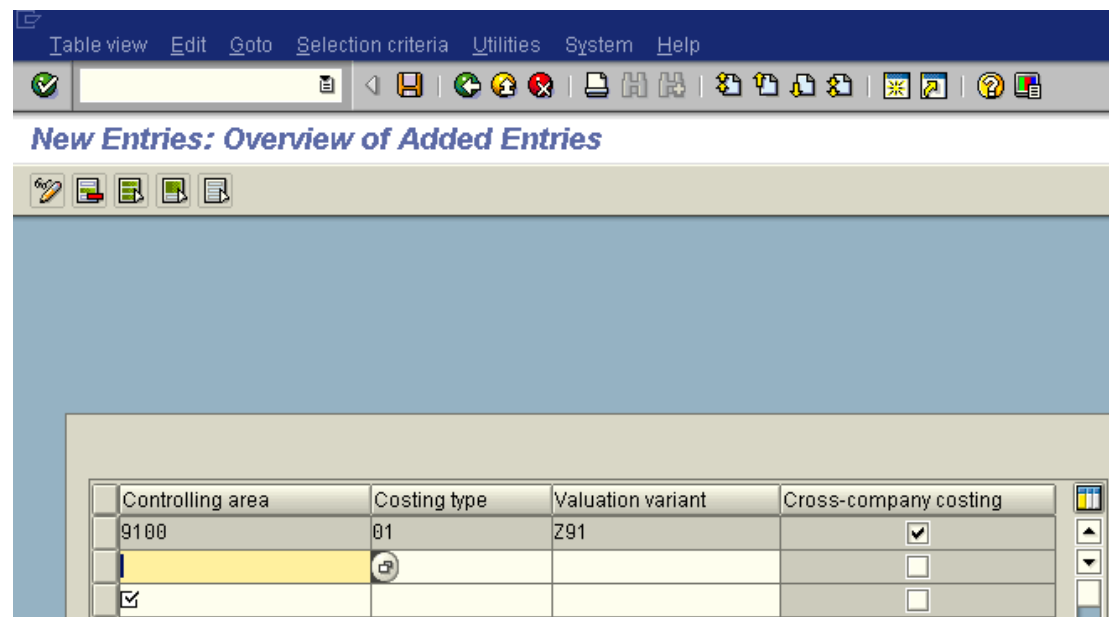 Table view Edit Goto Selection criteria Utilities System Help
New Entries: Overview of Added Entries
Controlling area Costing type Valuation variant Cross-company costing
9100 01 Z91